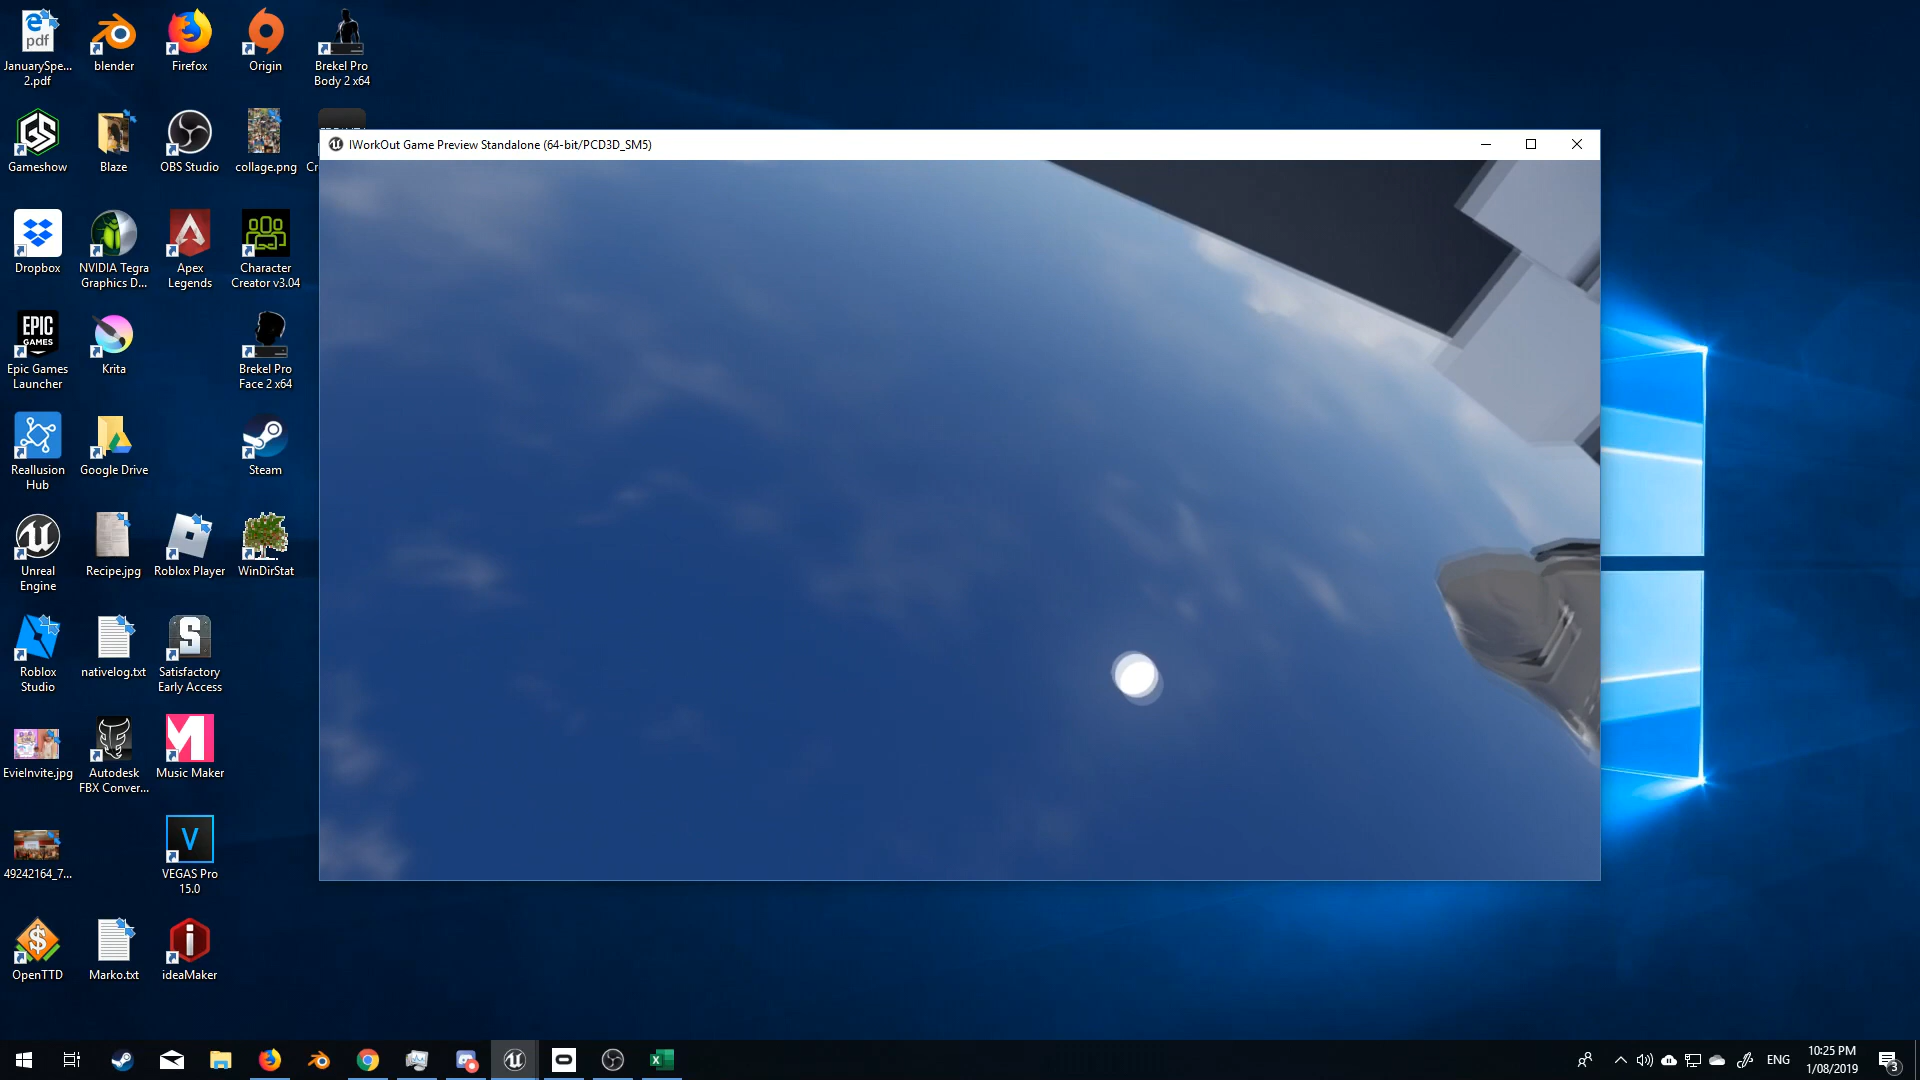 JanuarySpe...
2.pdf
blender
Firefox
Origin
Brekel Pro
Body 2 x64
Gameshow
Blaze
OBS Studio
collage.png
Cr
IWorkOut Game Preview Standalone (64-bit/PCD3D_SM5)
Dropbox
NVIDIA Tegra
Graphics D...
Apex
Legends
Character
Creator v3.04
EPIC
GAMES
Epic Games
Launcher
Krita
Brekel Pro
Face 2 x64
Reallusion
Hub
Google Drive
Steam
Unreal
Engine
Recipe.jpg
Roblox Player
WinDirStat
Roblox
Studio
nativelog.txt
Satisfactory
Early Access
EvieInvite.jpg
Autodesk
FBX Conver...
Music Maker
49242164_7...
VEGAS Pro
15.0
OpenTTD
Marko.txt
ideaMaker
ENG
10:25 PM
1/08/2019
3